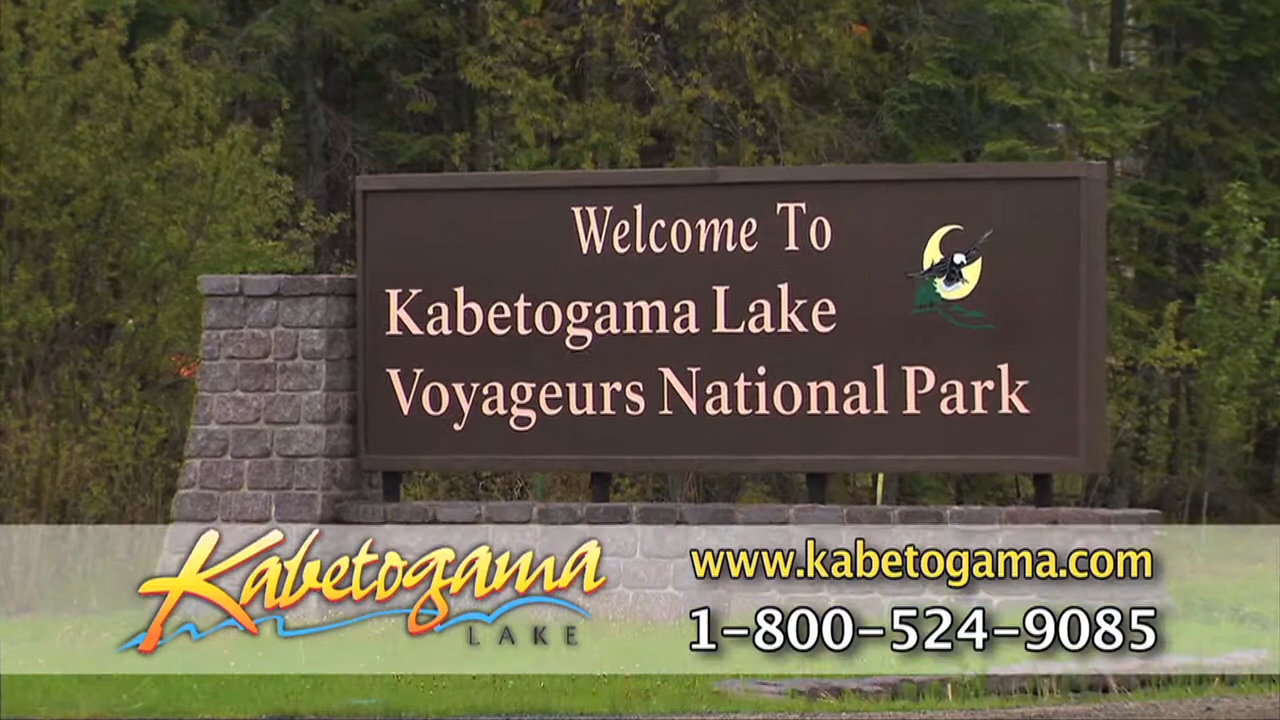 Welcome To
Kabetogama Lake
Voyageurs National Park
Kabetogama
LAKE
www.kabetogama.com
1-800-524-9085